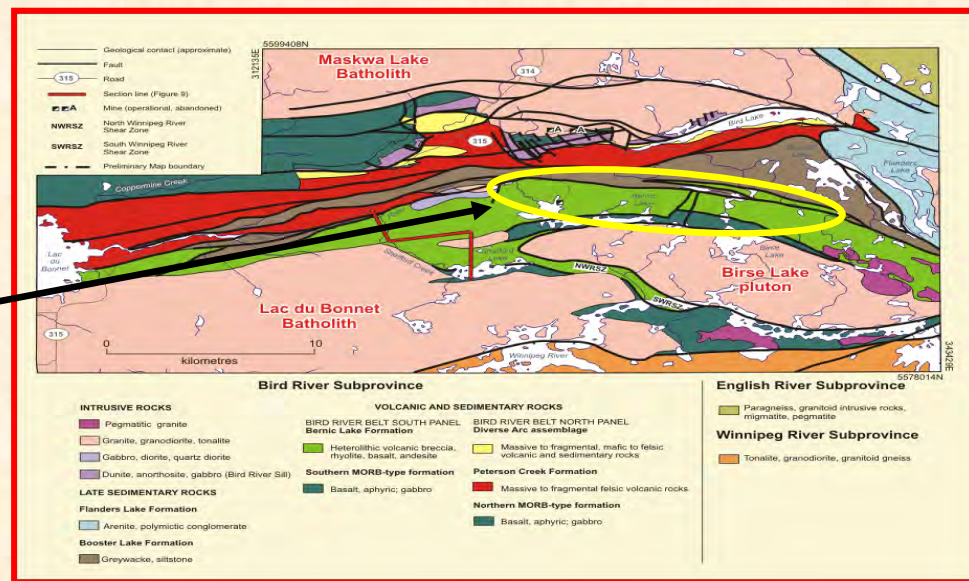 Geological contact (approximate)
Fault
315
Road
Section line (Figure 9)
A
Mine (operational, abandoned)
NWRSZ
North Winnipeg River
Shear Zone
SWRSZ
South Winnipeg River
Shear Zone
Preliminary Map boundary
5599408N
312135E
Maskwa Lake
Batholith
314
315
A
A
Bird Lake
Flanders
Lake
Coppermine Creek
Lac
du
Bonnet
Shatford Creek
Birse
Lake
NWRSZ
SWRSZ
Birse Lake
pluton
Lac du Bonnet
Batholith
315
0
10
kilometres
Winnipeg River
343429E
5578014N
Bird River Subprovince
INTRUSIVE ROCKS
Pegmatitic granite
Granite, granodiorite, tonalite
Gabbro, diorite, quartz diorite
Dunite, anorthosite, gabbro (Bird River Sill)
LATE SEDIMENTARY ROCKS
Flanders Lake Formation
Arenite, polymictic conglomerate
Booster Lake Formation
Greywacke, siltstone
VOLCANIC AND SEDIMENTARY ROCKS
BIRD RIVER BELT SOUTH PANEL
Bernic Lake Formation
Heterolithic volcanic breccia,
rhyolite, basalt, andesite
Southern MORB-type formation
Basalt, aphyric; gabbro
BIRD RIVER BELT NORTH PANEL
Diverse Arc assemblage
Massive to fragmental, mafic to felsic
volcanic and sedimentary rocks
Peterson Creek Formation
Massive to fragmental felsic volcanic rocks
Northern MORB-type formation
Basalt, aphyric; gabbro
English River Subprovince
Paragneiss, granitoid intrusive rocks,
migmatite, pegmatite
Winnipeg River Subprovince
Tonalite, granodiorite, granitoid gneiss